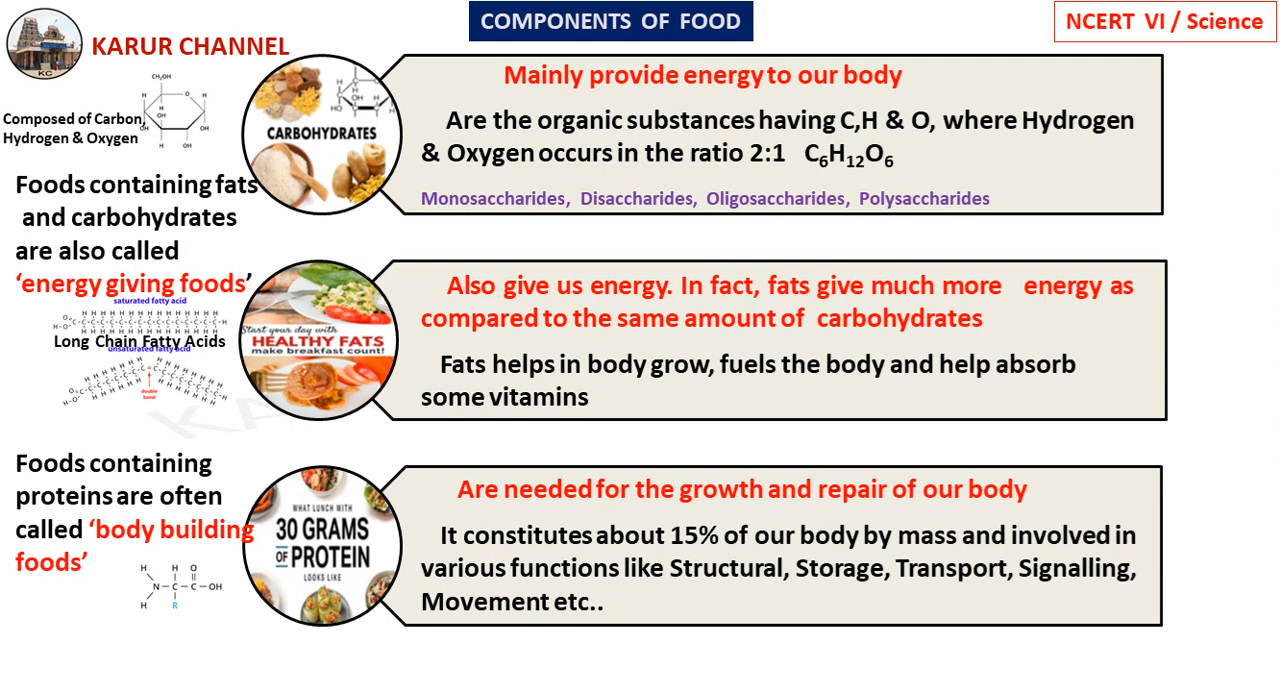 COMPONENTS OF FOOD
NCERT VI / Science
KC
KARUR CHANNEL
Composed of Carbon,
Hydrogen & Oxygen
CH₂OH
CARBOHYDRATES
Mainly provide energy to our body
Are the organic substances having C,H & O, where Hydrogen
& Oxygen occurs in the ratio 2:1 C₆H₁₂O₆
Monosaccharides, Disaccharides, Oligosaccharides, Polysaccharides
Foods containing fats
and carbohydrates
are also called
‘energy giving foods’
saturated fatty acid
Long Chain Fatty Acids
unsaturated fatty acid
double
bond
Start your day with
HEALTHY FATS
make breakfast count!
Also give us energy. In fact, fats give much more energy as
compared to the same amount of carbohydrates
Fats helps in body grow, fuels the body and help absorb
some vitamins
Foods containing
proteins are often
called ‘body building
foods’
H H O
N C C OH
H R
WHAT LUNCH WITH
30 GRAMS
OF PROTEIN
LOOKS LIKE
Are needed for the growth and repair of our body
It constitutes about 15% of our body by mass and involved in
various functions like Structural, Storage, Transport, Signalling,
Movement etc..